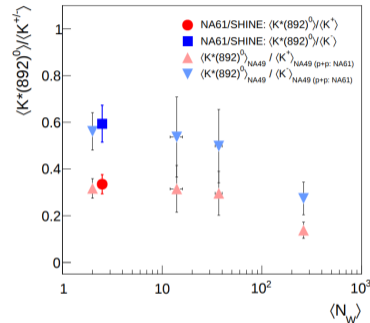 ⟨K*(892)⁰⟩/⟨K⁺ᐟ⁻⟩
1
0.8
0.6
0.4
0.2
0
NA61/SHINE: ⟨K*(892)⁰⟩/⟨K⁺⟩
NA61/SHINE: ⟨K*(892)⁰⟩/⟨K⁻⟩
⟨K*(892)⁰⟩NA49 / ⟨K⁺⟩NA49 (p+p: NA61)
⟨K*(892)⁰⟩NA49 / ⟨K⁻⟩NA49 (p+p: NA61)
1 10 10² 10³
⟨N_W⟩